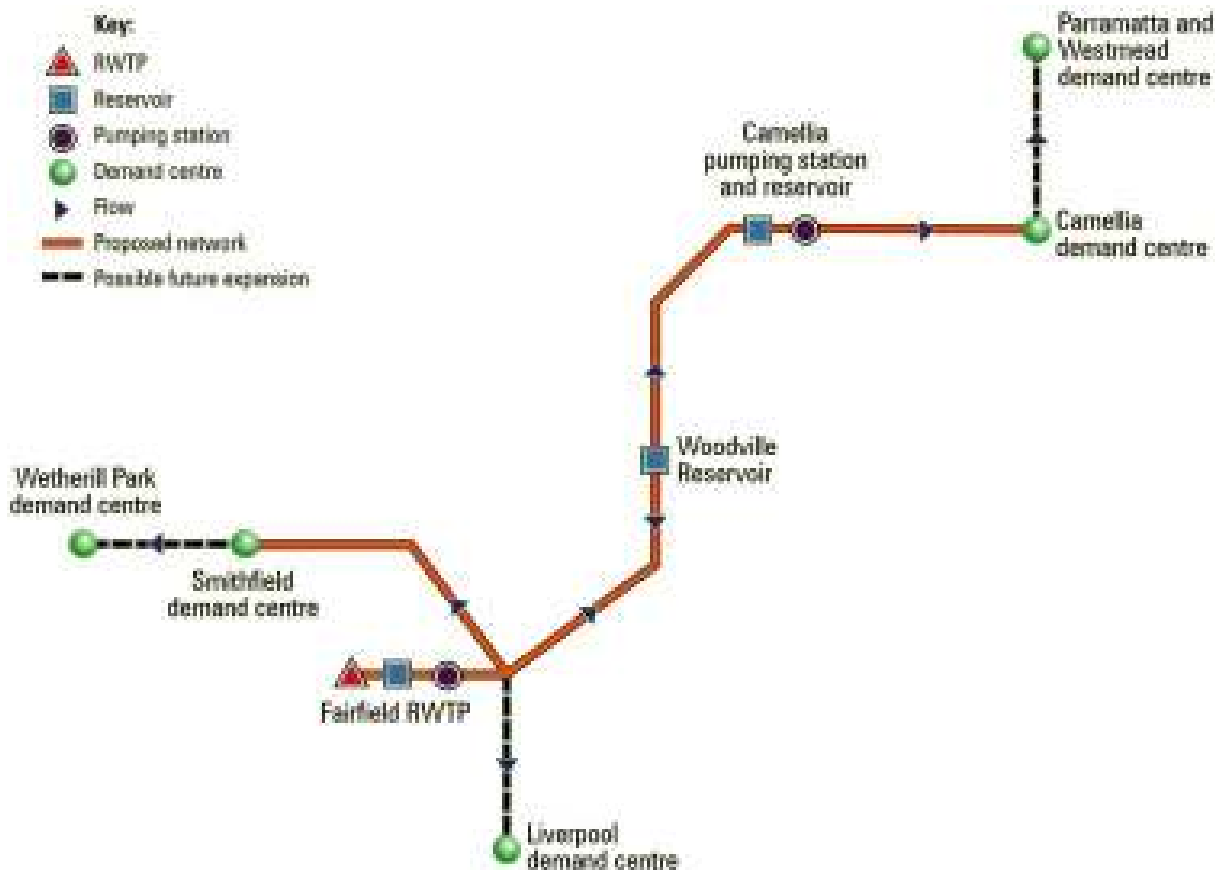 Key:
RWTP
Reservoir
Pumping station
Demand centre
Flow
Proposed network
Possible future expansion
Parramatta and
Westmead
demand centre
Camellia
pumping station
and reservoir
Camellia
demand centre
Woodville
Reservoir
Wetherill Park
demand centre
Smithfield
demand centre
Fairfield RWTP
Liverpool
demand centre